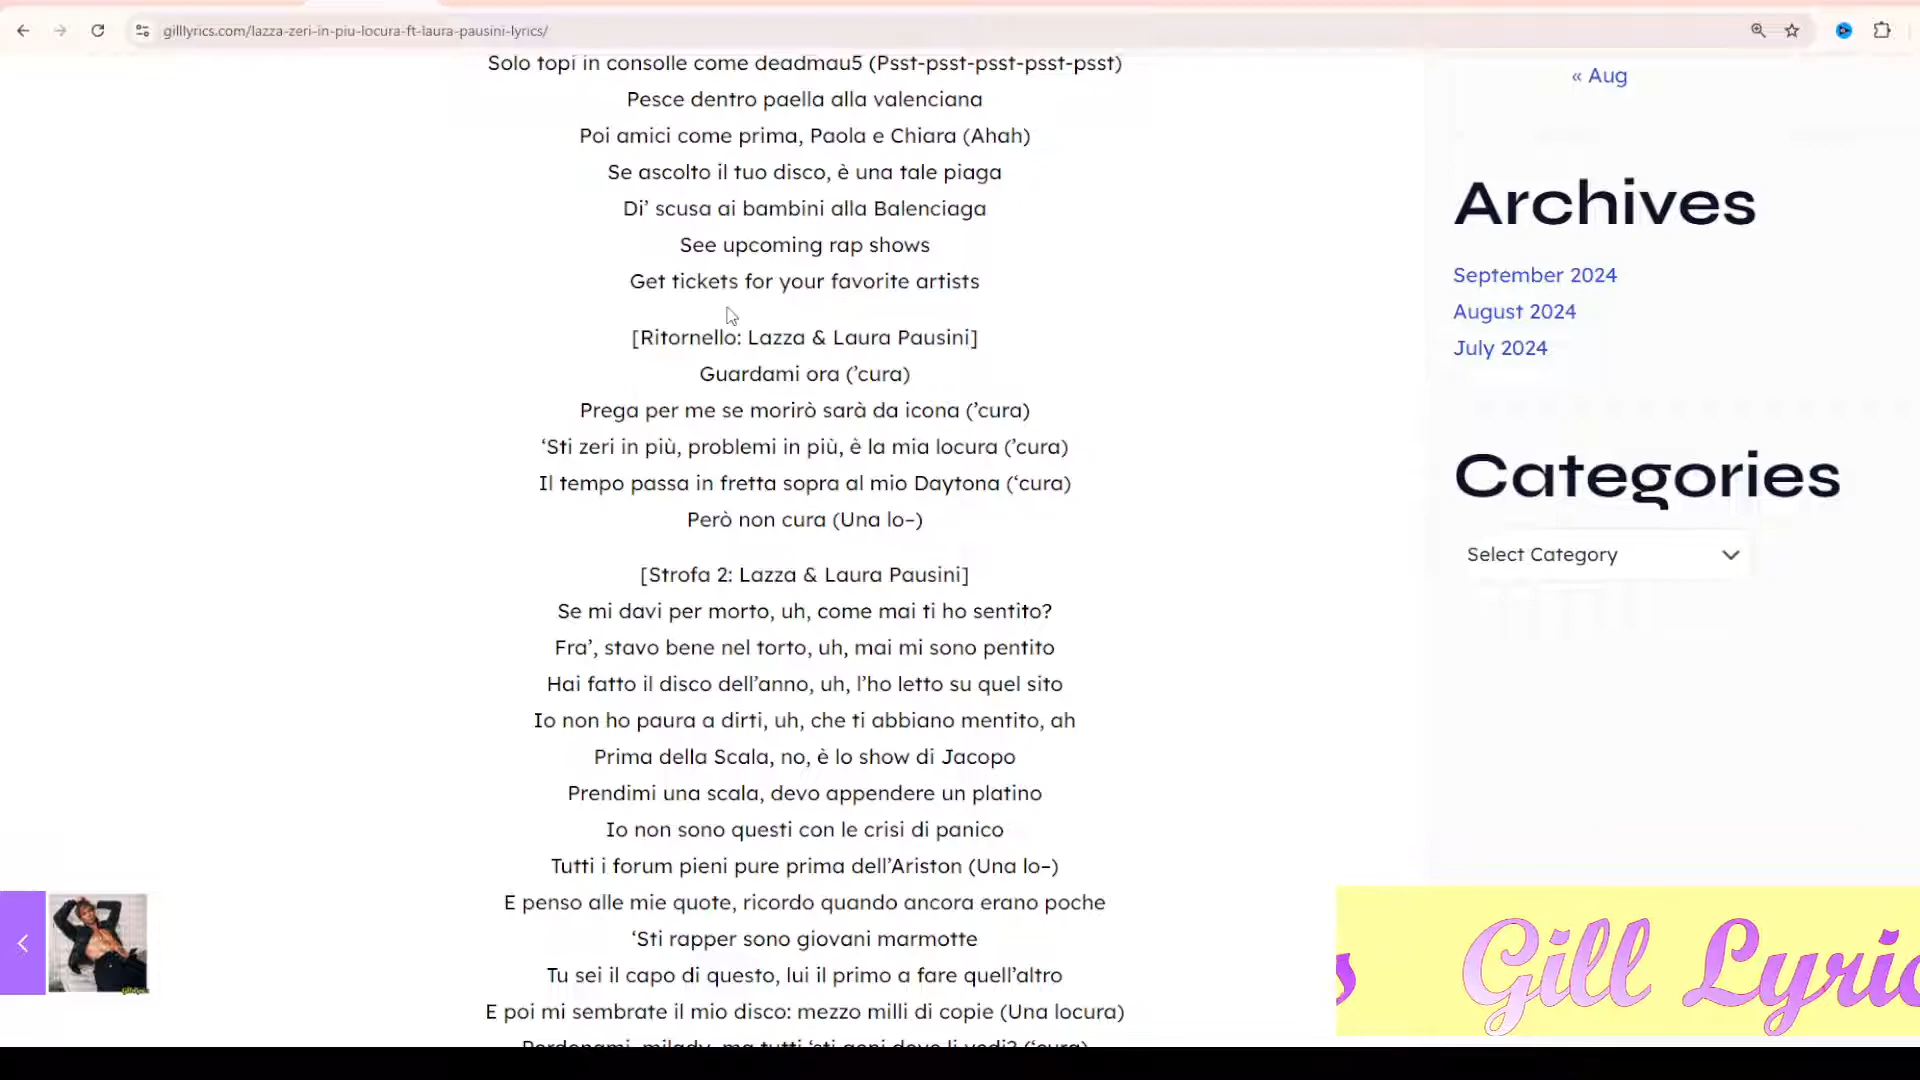 gilllyrics.com/lazza-zeri-in-piu-locura-ft-laura-pausini-lyrics/
Solo topi in consolle come deadmau5 (Psst-psst-psst-psst-psst)
Pesce dentro paella alla valenciana
Poi amici come prima, Paola e Chiara (Ahah)
Se ascolto il tuo disco, è una tale piaga
Di’ scusa ai bambini alla Balenciaga
See upcoming rap shows
Get tickets for your favorite artists
[Ritornello: Lazza & Laura Pausini]
Guardami ora (’cura)
Prega per me se morirò sarà da icona (’cura)
‘Sti zeri in più, problemi in più, è la mia locura (’cura)
Il tempo passa in fretta sopra al mio Daytona (‘cura)
Però non cura (Una lo–)
[Strofa 2: Lazza & Laura Pausini]
Se mi davi per morto, uh, come mai ti ho sentito?
Fra’, stavo bene nel torto, uh, mai mi sono pentito
Hai fatto il disco dell’anno, uh, l’ho letto su quel sito
Io non ho paura a dirti, uh, che ti abbiano mentito, ah
Prima della Scala, no, è lo show di Jacopo
Prendimi una scala, devo appendere un platino
Io non sono questi con le crisi di panico
Tutti i forum pieni pure prima dell’Ariston (Una lo–)
E penso alle mie quote, ricordo quando ancora erano poche
‘Sti rapper sono giovani marmotte
Tu sei il capo di questo, lui il primo a fare quell’altro
E poi mi sembrate il mio disco: mezzo milli di copie (Una locura)
Perdonami, milady, ma tutti ‘sti geni dove li vedi? (‘cura)
« Aug
Archives
September 2024
August 2024
July 2024
Categories
Select Category
s Gill Lyrics